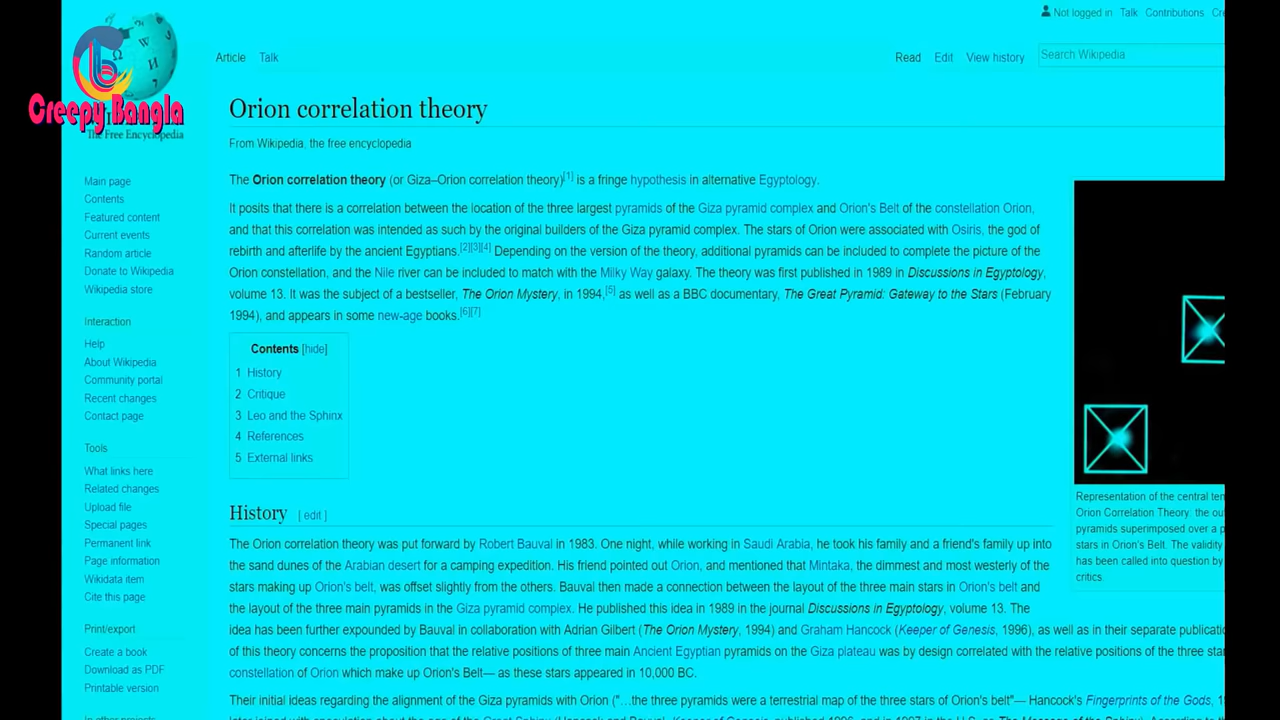 Not logged in Talk Contributions
Creepy Bangla
The Free Encyclopedia
Article Talk
Read Edit View history
Search Wikipedia
Orion correlation theory
From Wikipedia, the free encyclopedia
Main page
Contents
Featured content
Current events
Random article
Donate to Wikipedia
Wikipedia store
Interaction
Help
About Wikipedia
Community portal
Recent changes
Contact page
Tools
What links here
Related changes
Upload file
Special pages
Permanent link
Page information
Wikidata item
Cite this page
Print/export
Create a book
Download as PDF
Printable version
In other projects
The Orion correlation theory (or Giza–Orion correlation theory)[1] is a fringe hypothesis in alternative Egyptology.
It posits that there is a correlation between the location of the three largest pyramids of the Giza pyramid complex and Orion's Belt of the constellation Orion,
and that this correlation was intended as such by the original builders of the Giza pyramid complex. The stars of Orion were associated with Osiris, the god of
rebirth and afterlife by the ancient Egyptians.[2][3][4] Depending on the version of the theory, additional pyramids can be included to complete the picture of the
Orion constellation, and the Nile river can be included to match with the Milky Way galaxy. The theory was first published in 1989 in Discussions in Egyptology,
volume 13. It was the subject of a bestseller, The Orion Mystery, in 1994,[5] as well as a BBC documentary, The Great Pyramid: Gateway to the Stars (February
1994), and appears in some new-age books.[6][7]
Contents [hide]
1 History
2 Critique
3 Leo and the Sphinx
4 References
5 External links
Representation of the central
Orion Correlation Theory: the
pyramids superimposed over a
stars in Orion's Belt. The validity
has been called into question by
critics.
History [ edit ]
The Orion correlation theory was put forward by Robert Bauval in 1983. One night, while working in Saudi Arabia, he took his family and a friend's family up into
the sand dunes of the Arabian desert for a camping expedition. His friend pointed out Orion, and mentioned that Mintaka, the dimmest and most westerly of the
stars making up Orion's belt, was offset slightly from the others. Bauval then made a connection between the layout of the three main stars in Orion's belt and
the layout of the three main pyramids in the Giza pyramid complex. He published this idea in 1989 in the journal Discussions in Egyptology, volume 13. The
idea has been further expounded by Bauval in collaboration with Adrian Gilbert (The Orion Mystery, 1994) and Graham Hancock (Keeper of Genesis, 1996), as well as in their separate
of this theory concerns the proposition that the relative positions of three main Ancient Egyptian pyramids on the Giza plateau was by design correlated with the relative positions of the three
constellation of Orion which make up Orion's Belt— as these stars appeared in 10,000 BC.
Their initial ideas regarding the alignment of the Giza pyramids with Orion ("...the three pyramids were a terrestrial map of the three stars of Orion's belt"— Hancock's Fingerprints of the Gods,